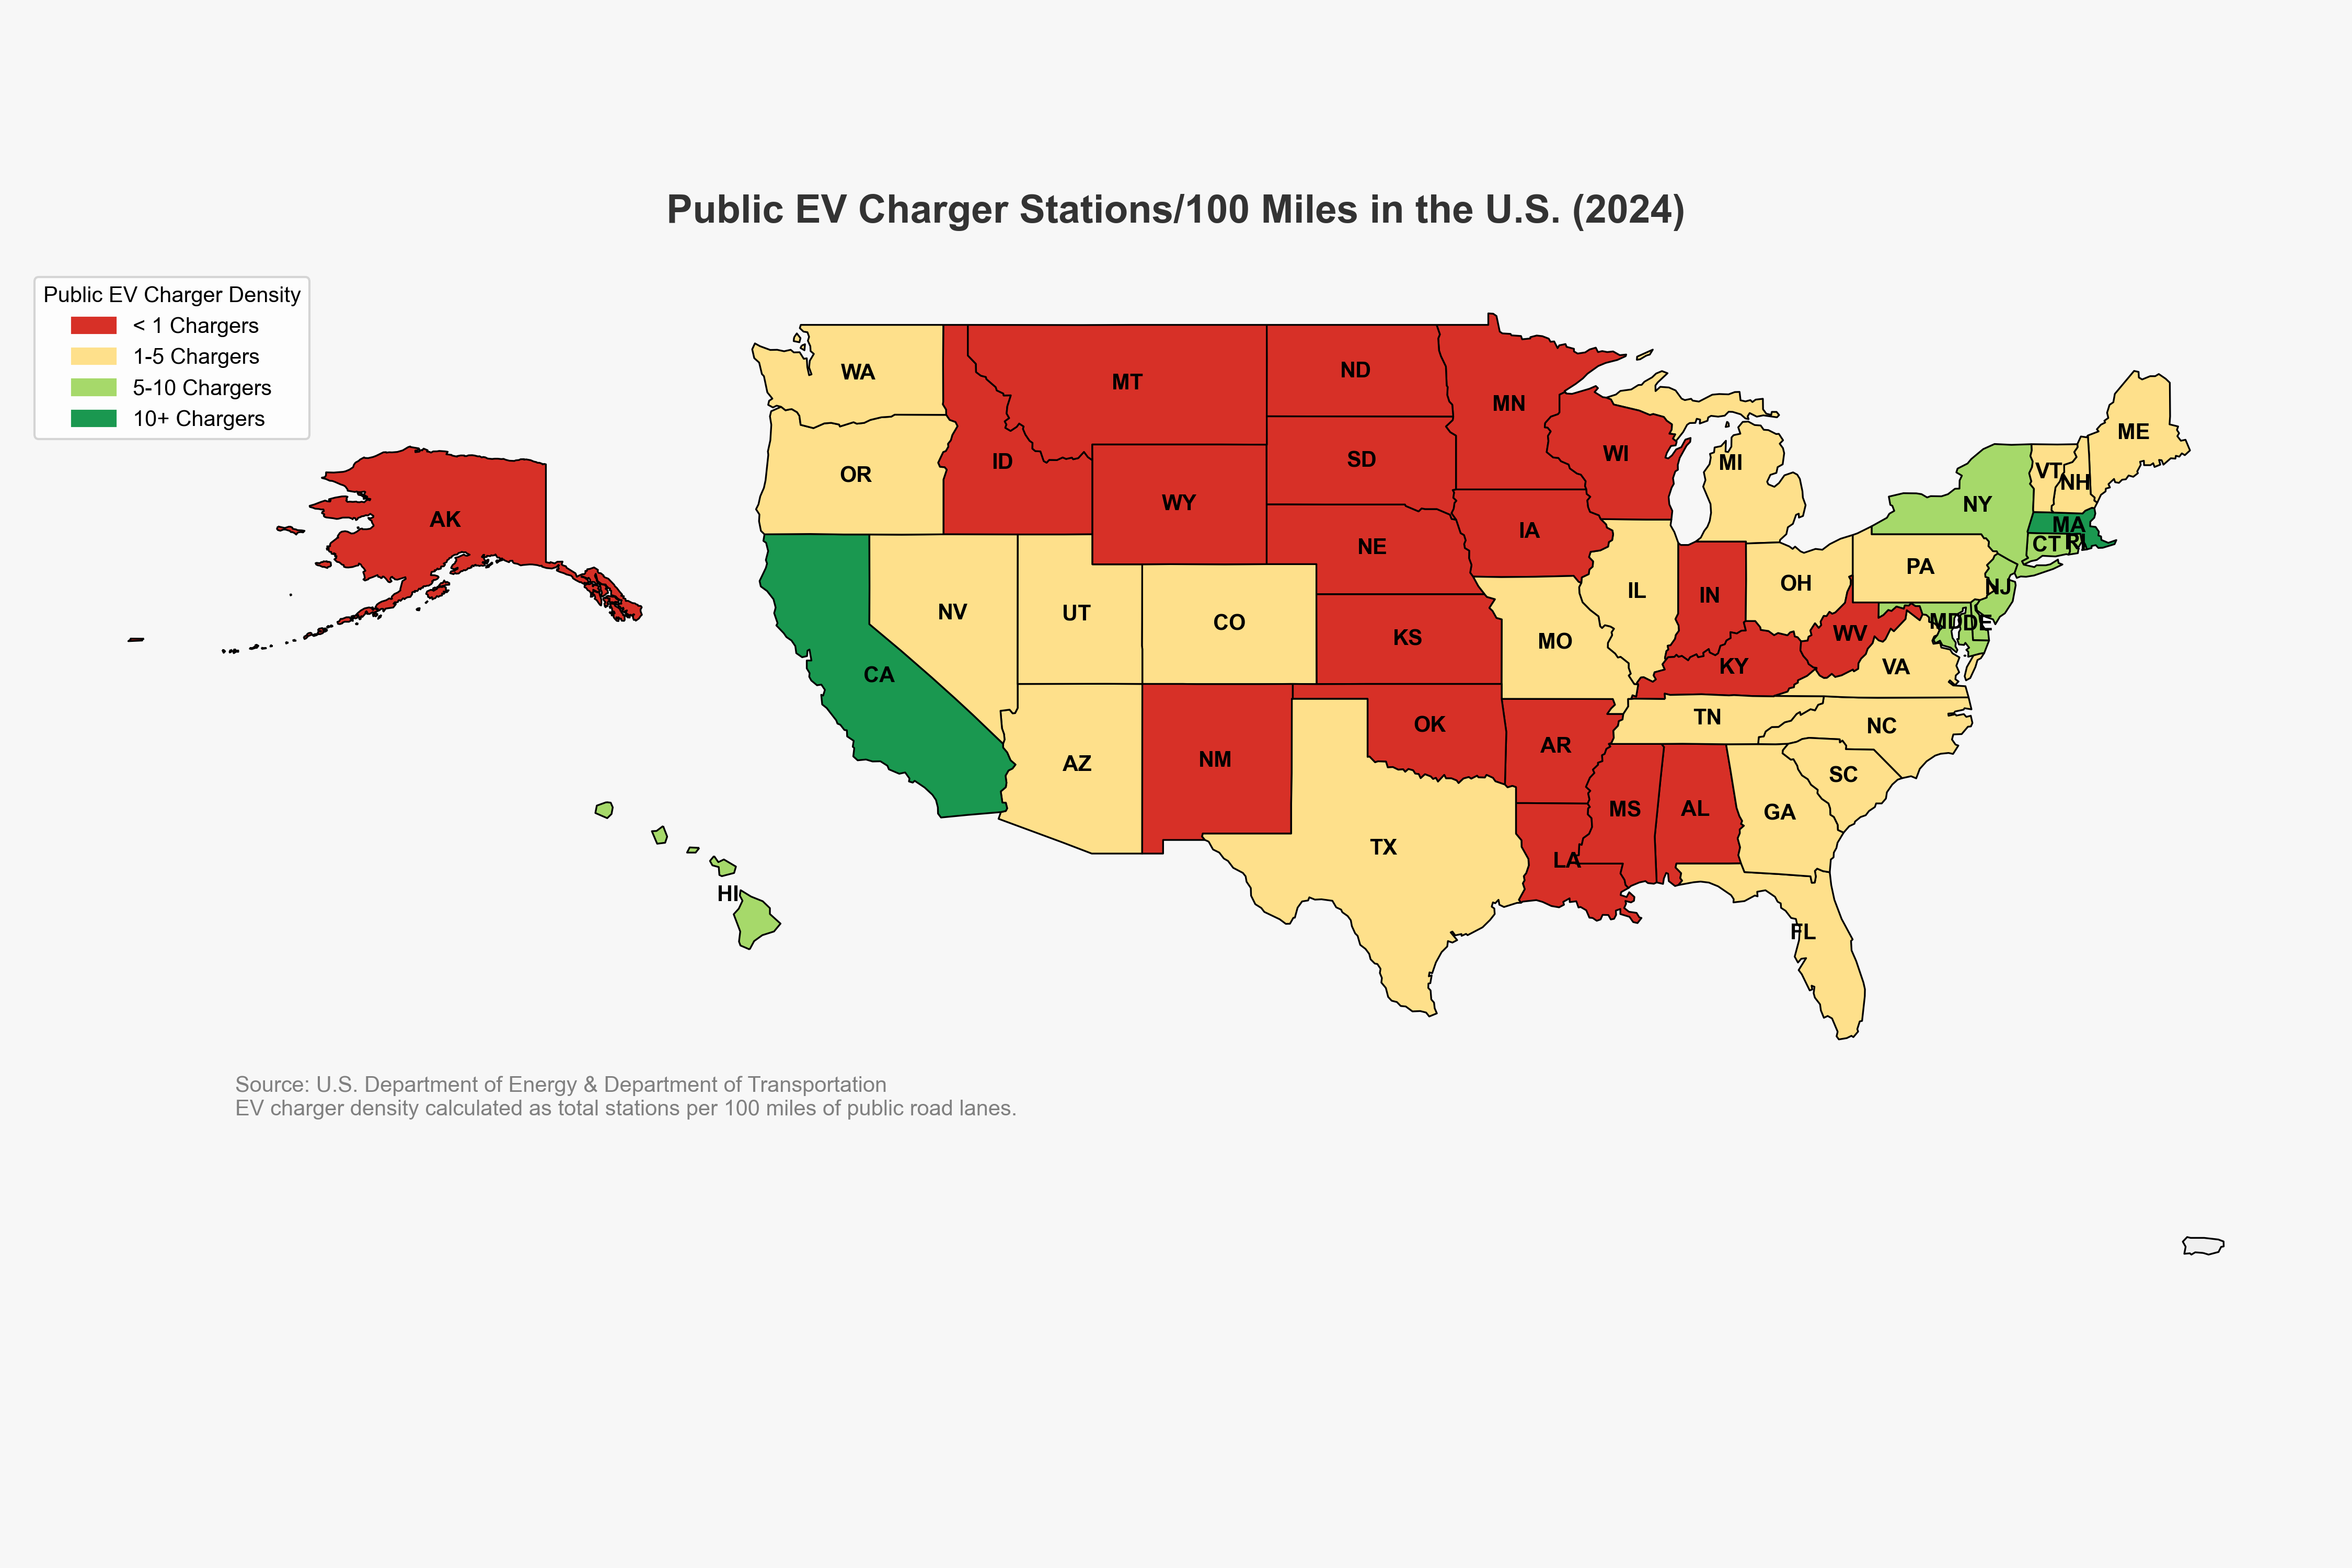 Public EV Charger Stations/100 Miles in the U.S. (2024)
Public EV Charger Density
< 1 Chargers
1-5 Chargers
5-10 Chargers
10+ Chargers
WA
MT
ND
MN
OR
ID
WY
SD
WI
MI
ME
VT
NH
NY
MA
CT
RI
AK
NE
IA
PA
NJ
NV
UT
CO
KS
MO
IL
IN
OH
WV
MD
DE
CA
KY
VA
AZ
NM
OK
AR
TN
NC
SC
TX
LA
MS
AL
GA
HI
FL
Source: U.S. Department of Energy & Department of Transportation
EV charger density calculated as total stations per 100 miles of public road lanes.